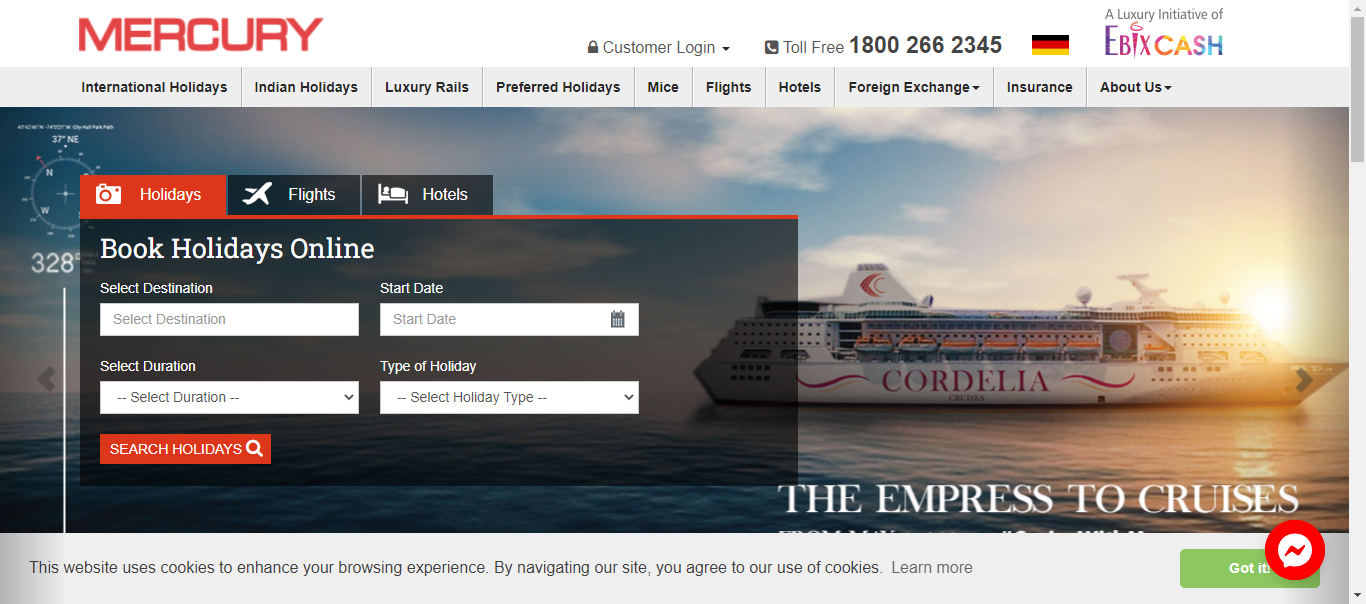 MERCURY
Customer Login
Toll Free 1800 266 2345
A Luxury Initiative of
EBIXCASH
International Holidays
Indian Holidays
Luxury Rails
Preferred Holidays
Mice
Flights
Hotels
Foreign Exchange
Insurance
About Us
37° NE
N
W
S
328°
Holidays
Flights
Hotels
Book Holidays Online
Select Destination
Start Date
Select Destination
Start Date
Select Duration
Type of Holiday
-- Select Duration --
-- Select Holiday Type --
SEARCH HOLIDAYS
CORDELIA
CRUISES
THE EMPRESS TO CRUISES
This website uses cookies to enhance your browsing experience. By navigating our site, you agree to our use of cookies. Learn more
Got it!